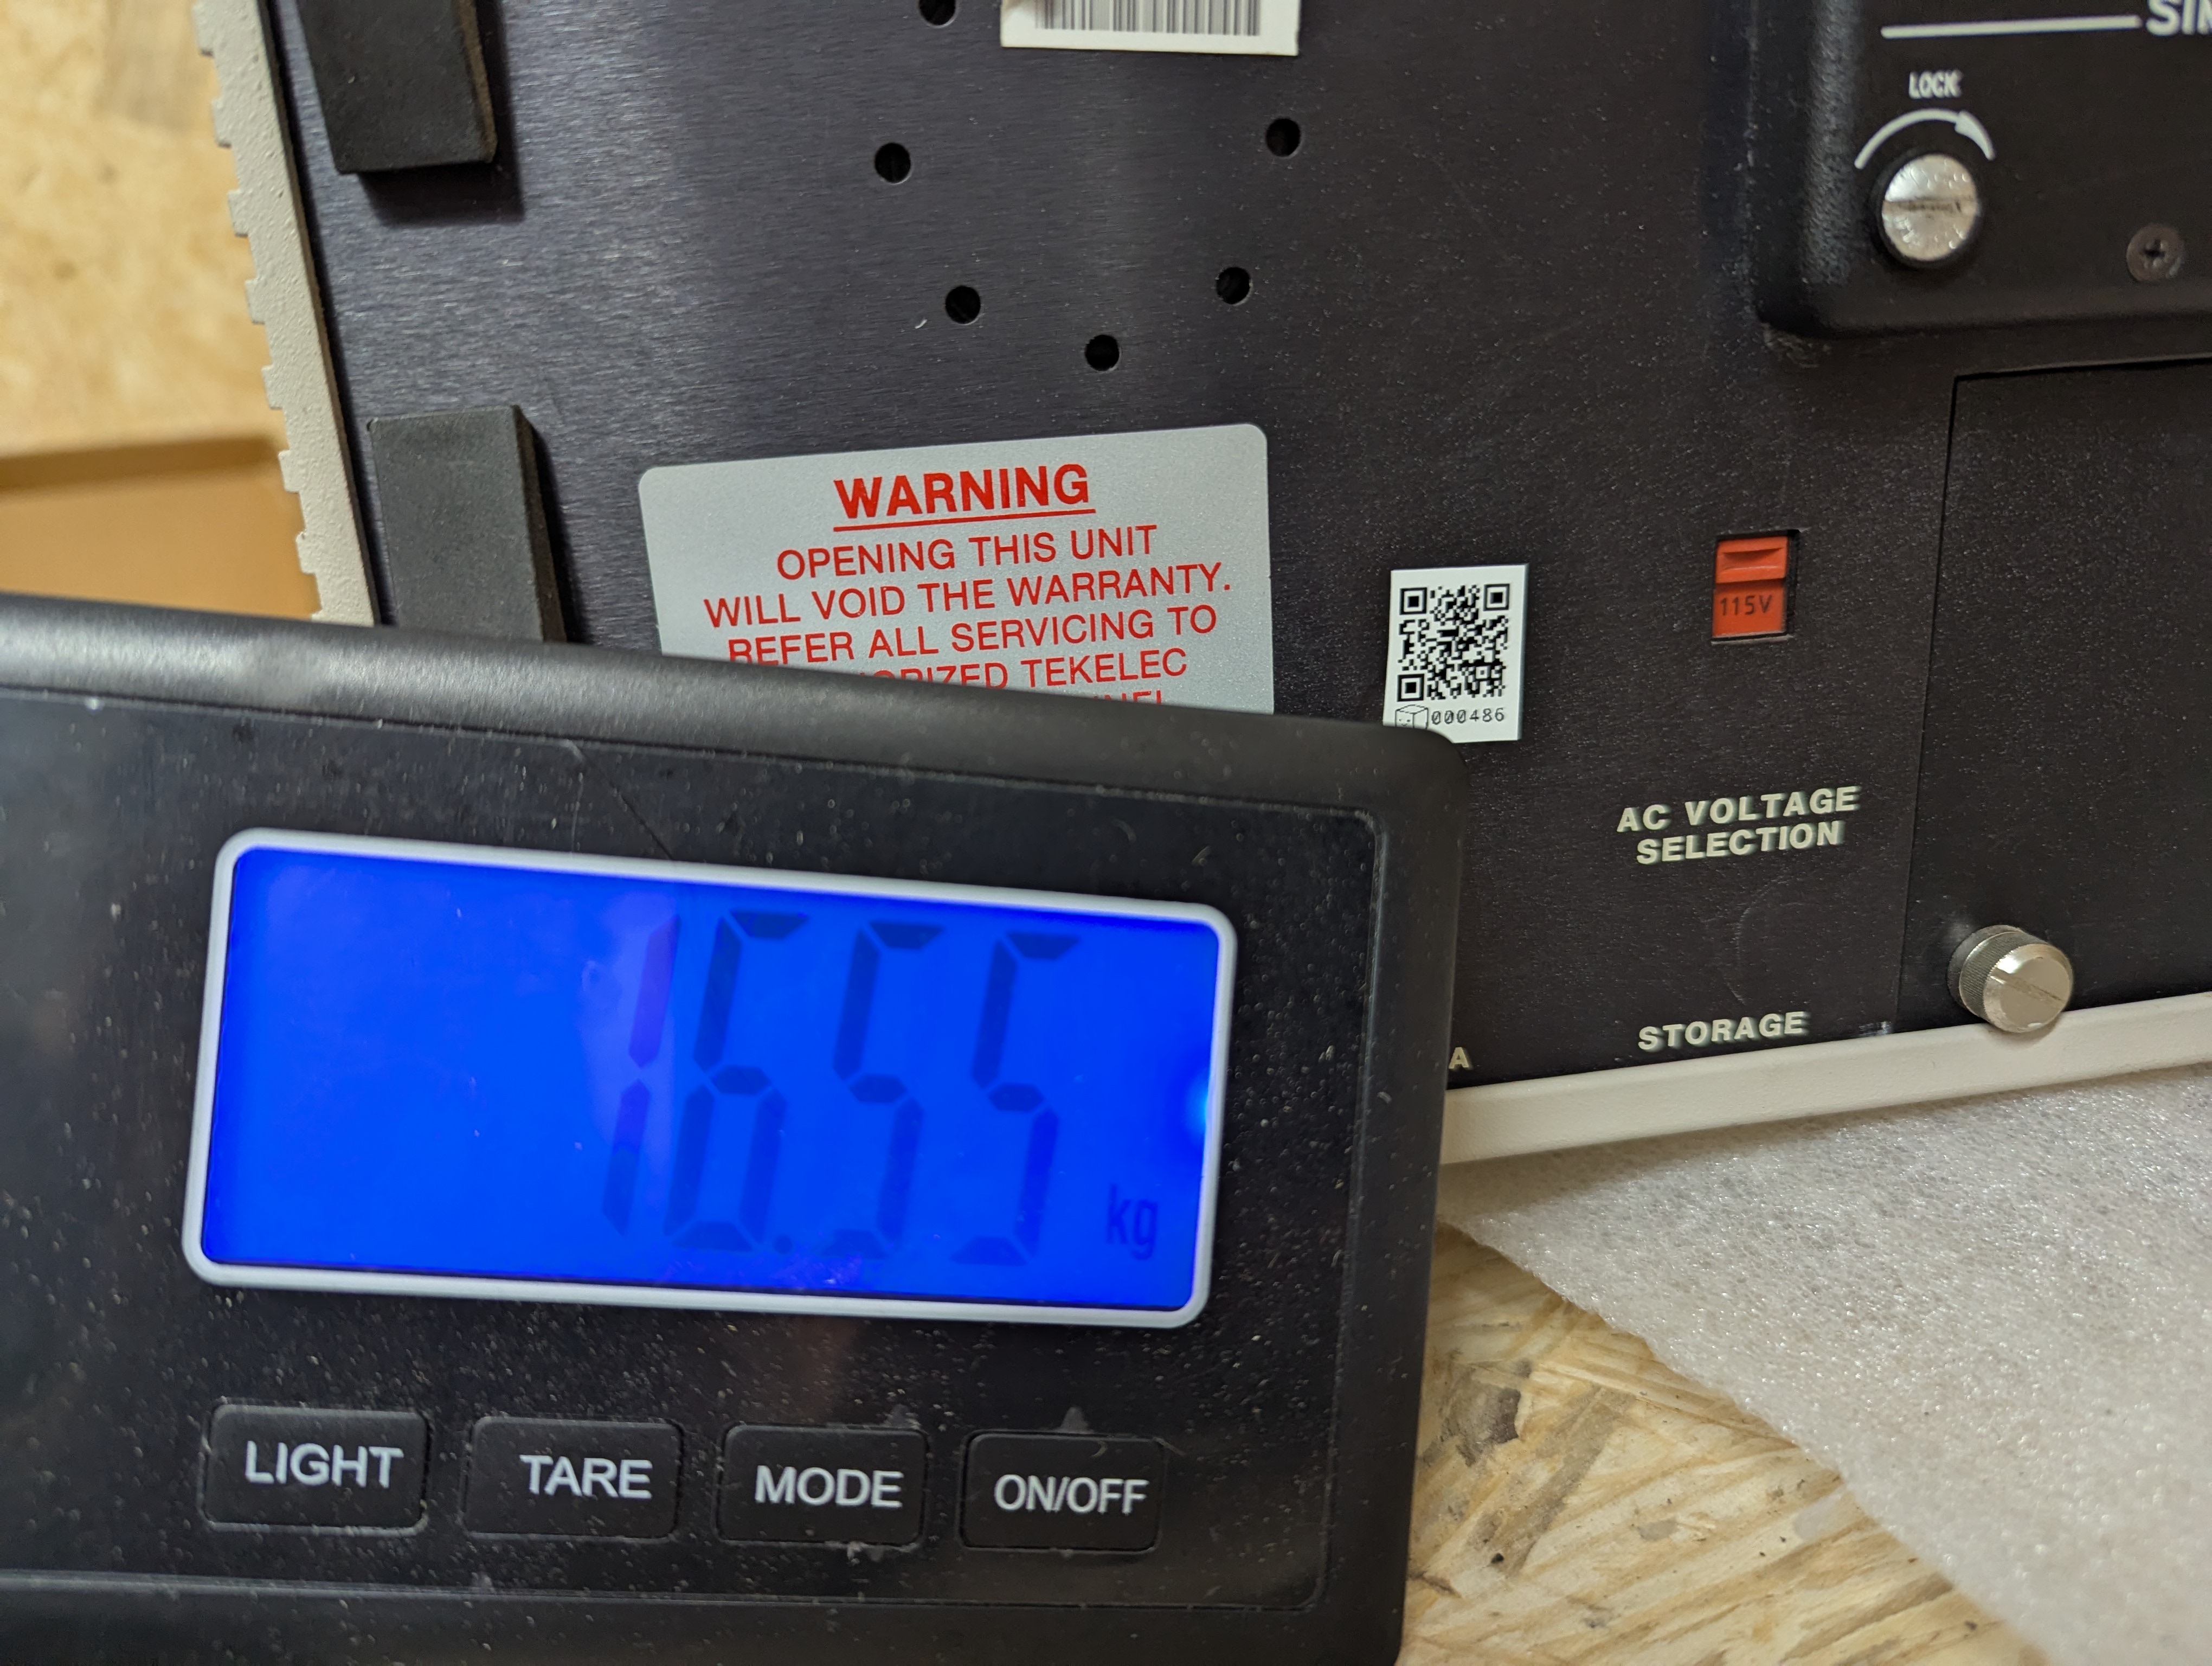 LOCK
WARNING
OPENING THIS UNIT
WILL VOID THE WARRANTY.
REFER ALL SERVICING TO
TEKELEC
115V
000486
AC VOLTAGE
SELECTION
STORAGE
A
16.55 kg
LIGHT
TARE
MODE
ON/OFF